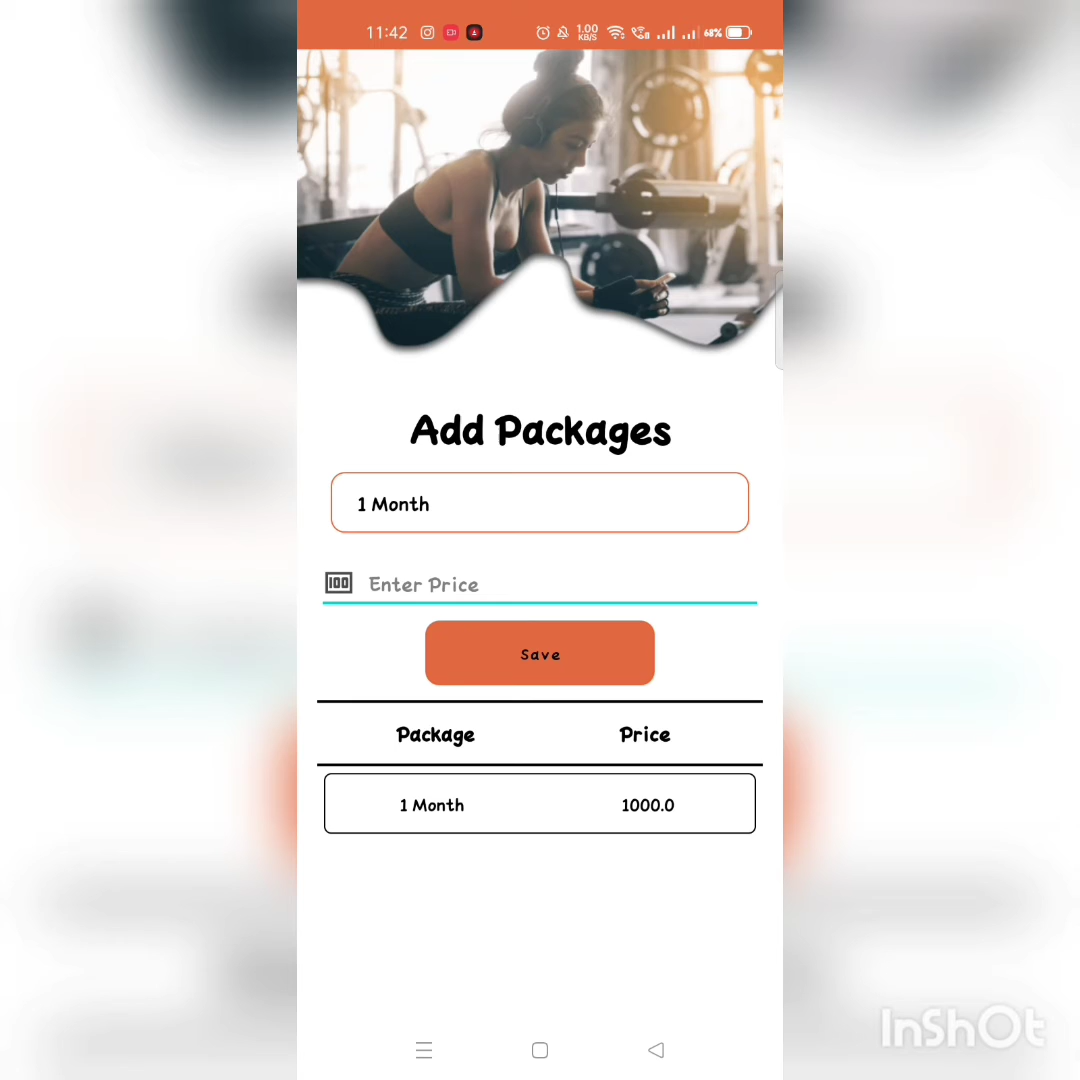 11:42
1.00
KB/S
68%
Add Packages
1 Month
100 Enter Price
Save
Package Price
1 Month 1000.0
InShOt